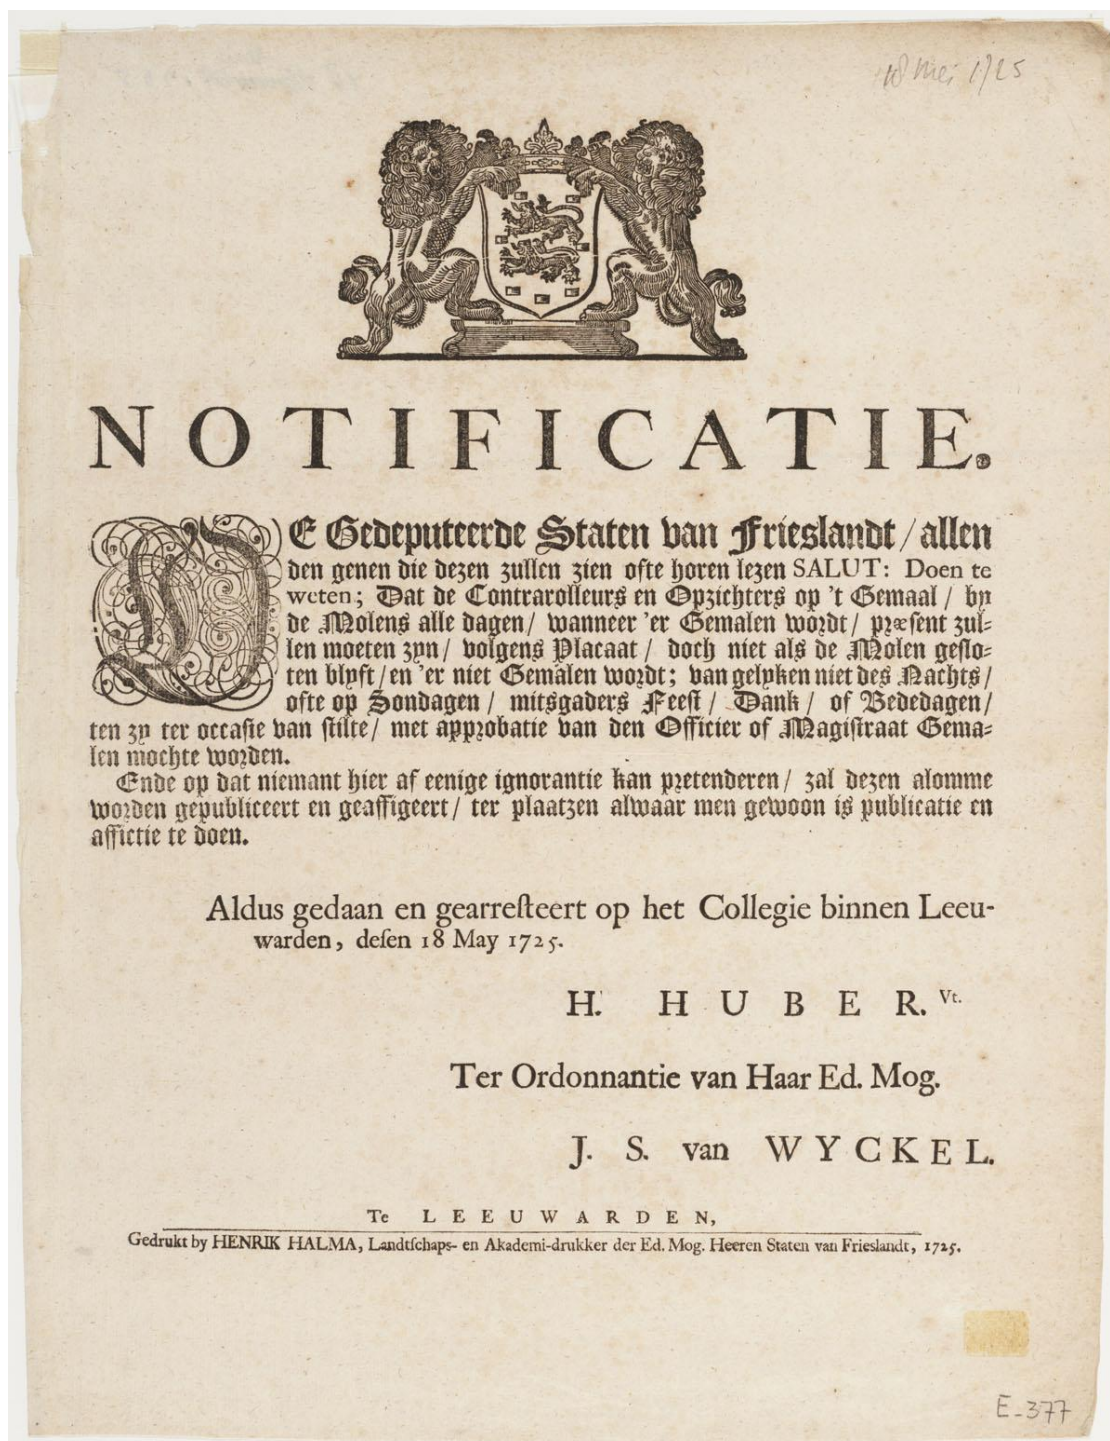 18 Mei 1725
NOTIFICATIE.
DE Gedeputeerde Staten van Frieslandt / allen
den genen die dezen zullen zien ofte horen lezen SALUT: Doen te
weten; Dat de Contrarolleurs en Opzichters op 't Gemaal / by
de Molens alle dagen / wanneer 'er Gemalen wordt / præsent zul-
len moeten zyn / volgens Placaat / doch niet als de Molen geslo-
ten blyft / en 'er niet Gemalen wordt; van gelyken niet des Nachts /
ofte op Sondagen / mitsgaders Feest / Dank / of Bededagen /
ten zy ter occasie van stilte / met approbatie van den Officier of Magistraat Gema-
len mochte worden.
Ende op dat niemant hier af eenige ignorantie kan pretenderen / zal dezen alomme
worden gepubliceert en geaffigeert / ter plaatzen alwaar men gewoon is publicatie en
affictie te doen.
Aldus gedaan en gearresteert op het Collegie binnen Leeu-
warden, desen 18 May 1725.
H. HUBER. Vt.
Ter Ordonnantie van Haar Ed. Mog.
J. S. van WYCKEL.
Te LEEUWARDEN,
Gedrukt by HENRIK HALMA, Landtschaps- en Akademi-drukker der Ed. Mog. Heeren Staten van Frieslandt, 1725.
E-377